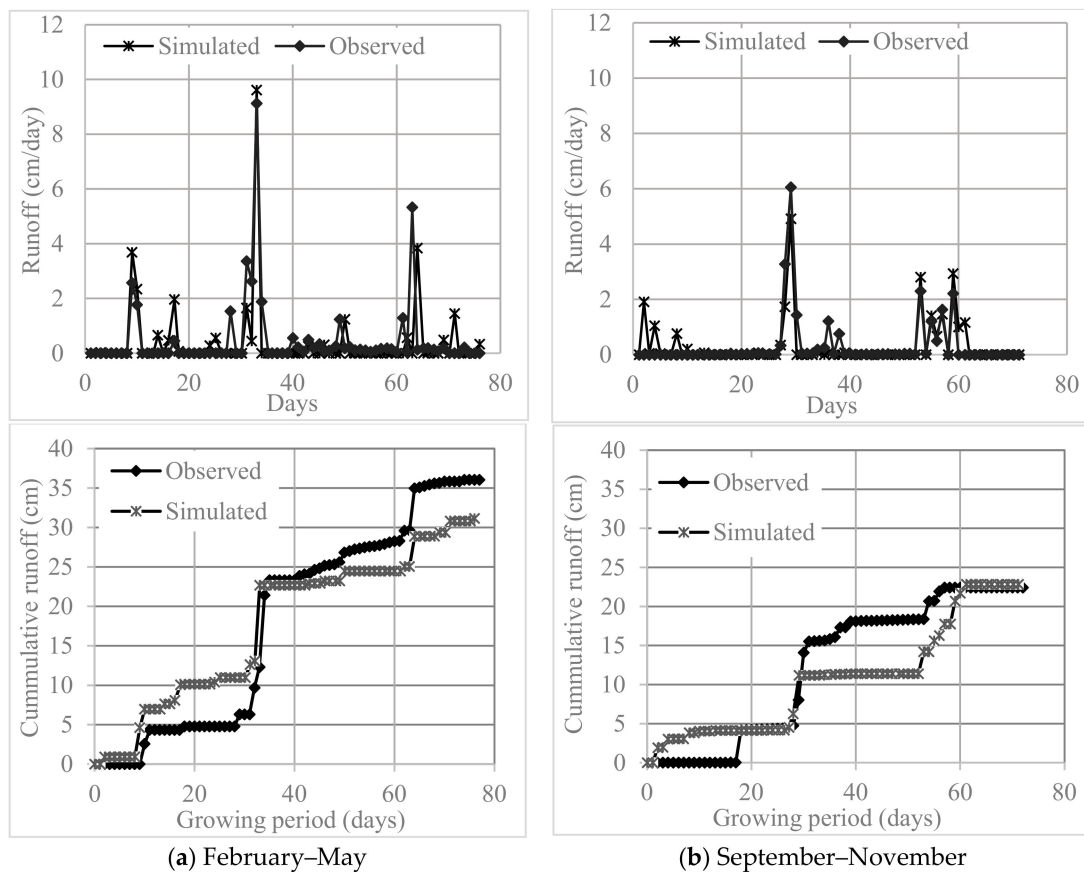 12
10
8
6
4
2
0
Runoff (cm/day)
Simulated
Observed
0
20
40
60
80
Days
12
10
8
6
4
2
0
Runoff (cm/day)
Simulated
Observed
0
20
40
60
80
Days
40
35
30
25
20
15
10
5
0
Cummulative runoff (cm)
Observed
Simulated
0
20
40
60
80
Growing period (days)
40
35
30
25
20
15
10
5
0
Cummulative runoff (cm)
Observed
Simulated
0
20
40
60
80
Growing period (days)
(a) February–May
(b) September–November